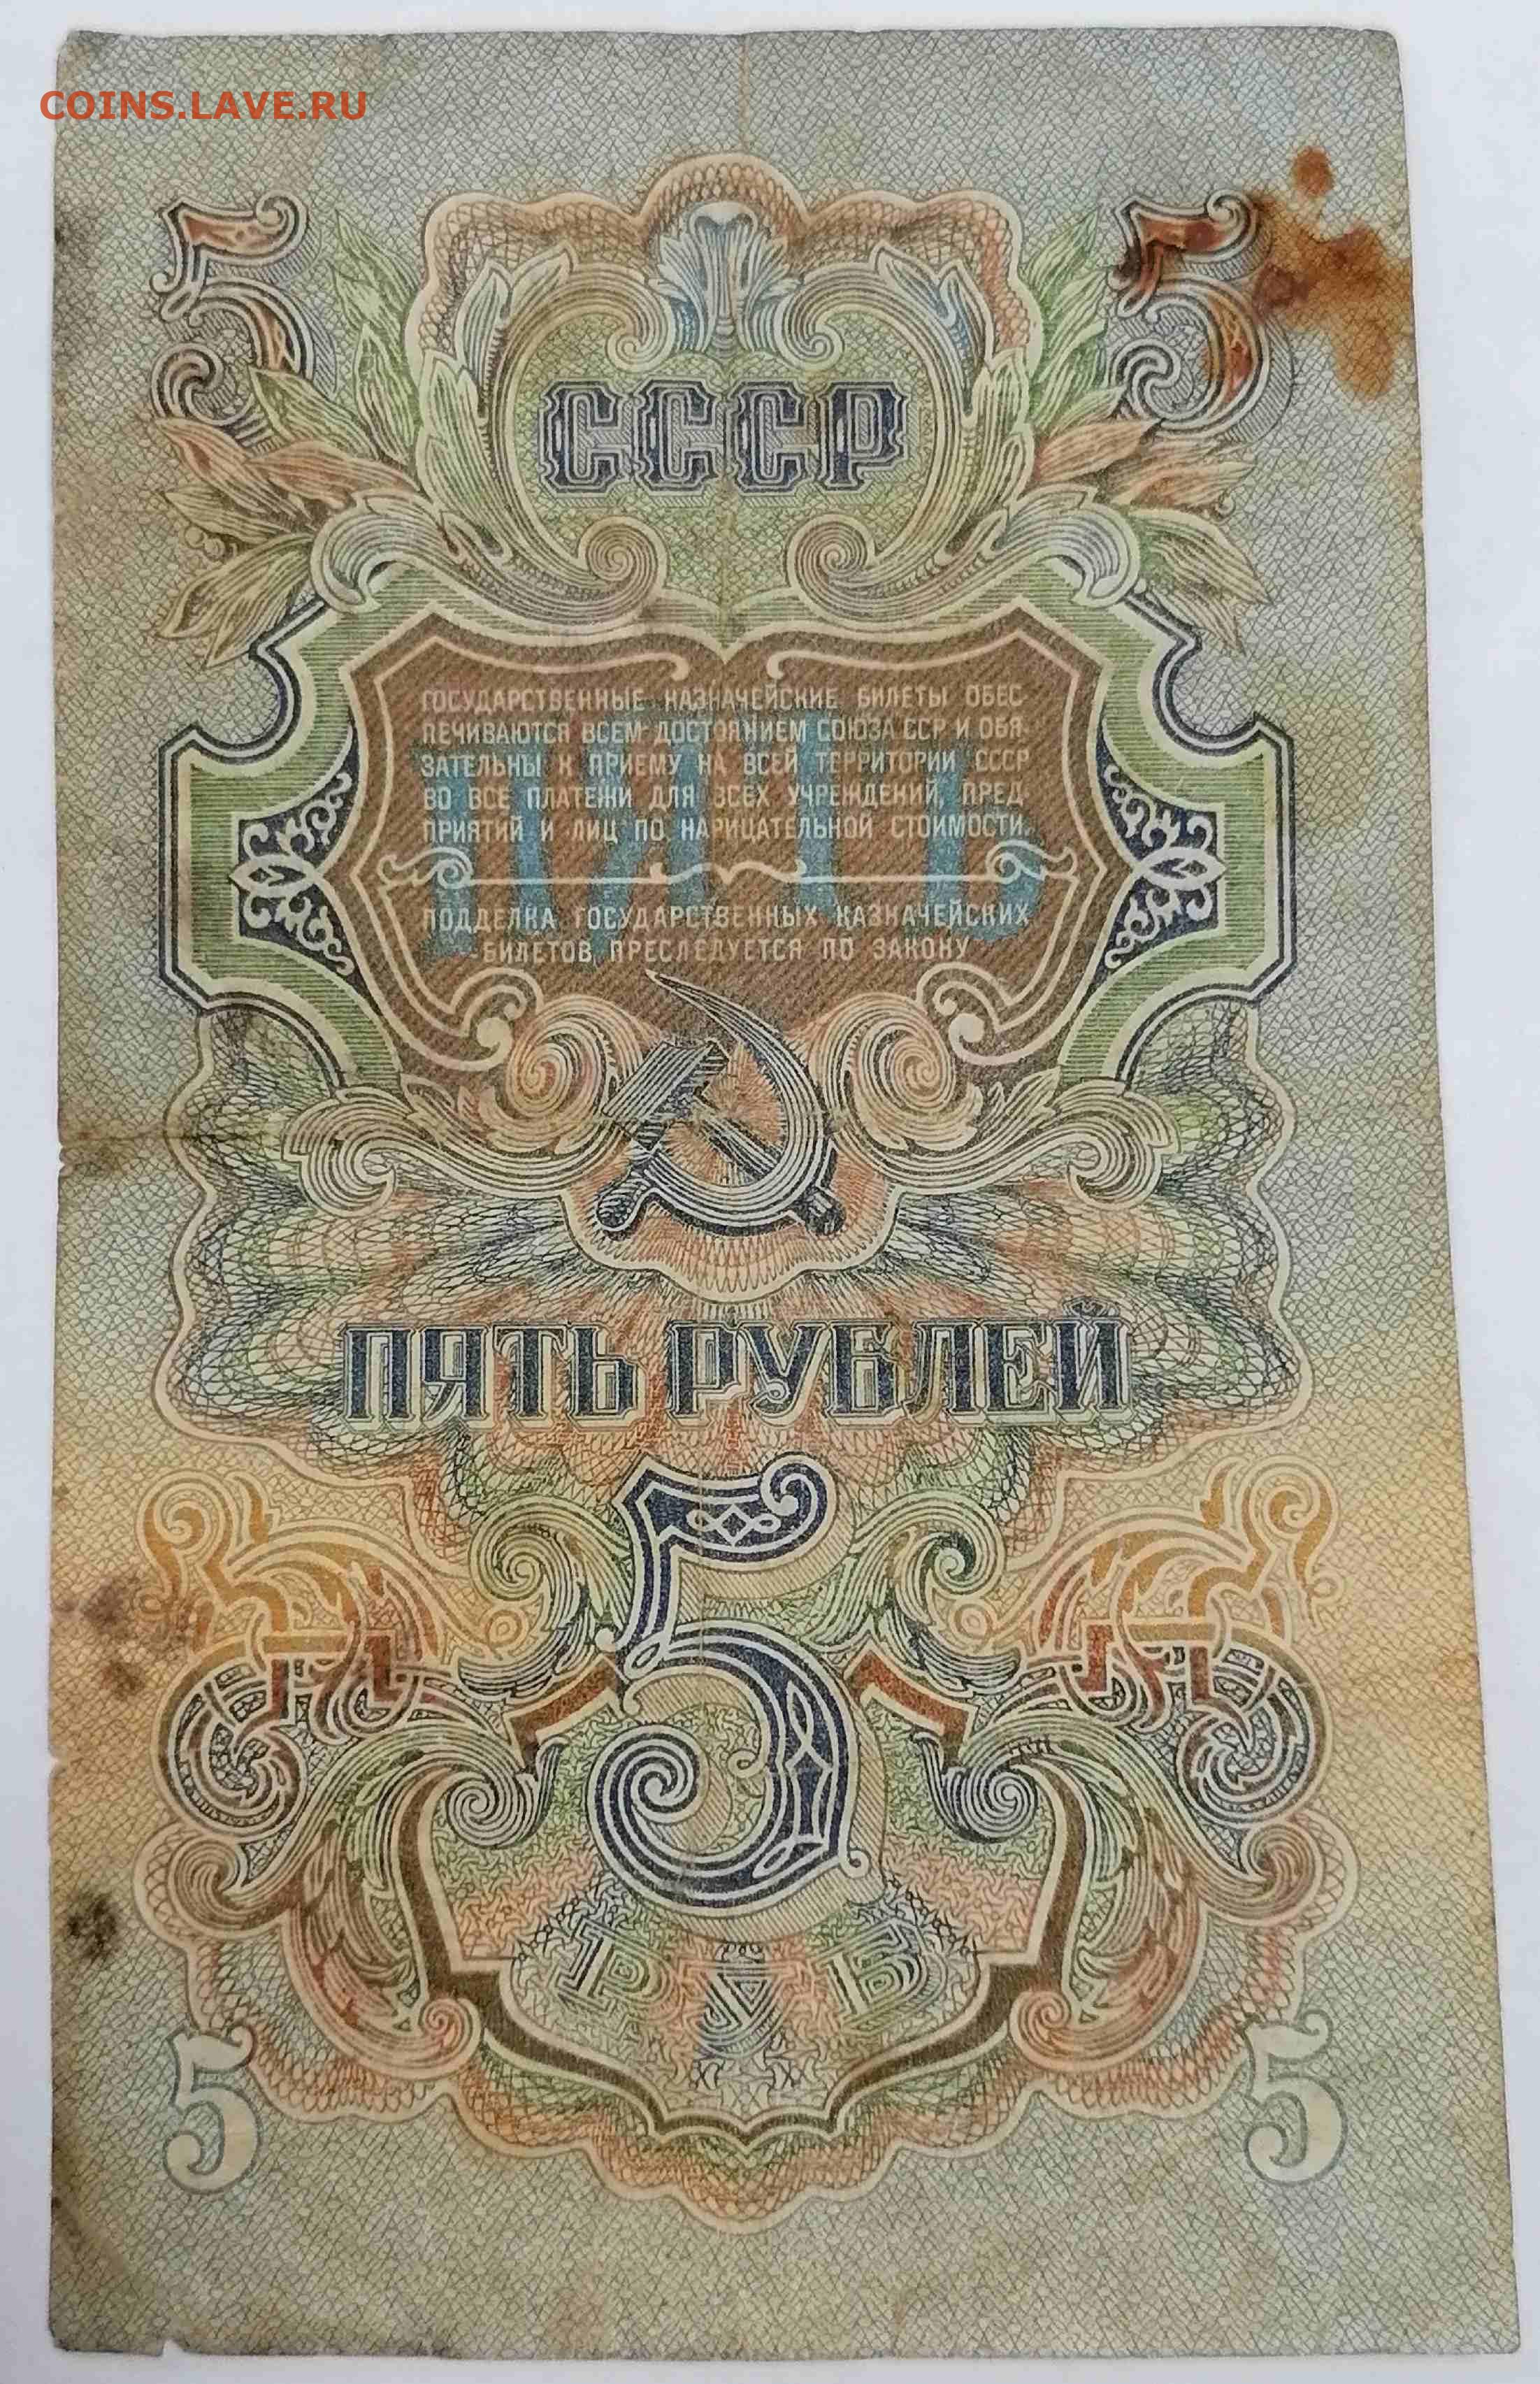 COINS.LAVE.RU
5 5
СССР
ГОСУДАРСТВЕННЫЕ КАЗНАЧЕЙСКИЕ БИЛЕТЫ ОБЕС-
ПЕЧИВАЮТСЯ ВСЕМ ДОСТОЯНИЕМ СОЮЗА ССР И ОБЯ-
ЗАТЕЛЬНЫ К ПРИЕМУ НА ВСЕЙ ТЕРРИТОРИИ СССР
ВО ВСЕ ПЛАТЕЖИ ДЛЯ ВСЕХ УЧРЕЖДЕНИЙ, ПРЕД-
ПРИЯТИЙ И ЛИЦ ПО НАРИЦАТЕЛЬНОЙ СТОИМОСТИ.
ПЯТЬ
ПОДДЕЛКА ГОСУДАРСТВЕННЫХ КАЗНАЧЕЙСКИХ
БИЛЕТОВ ПРЕСЛЕДУЕТСЯ ПО ЗАКОНУ
ПЯТЬ РУБЛЕЙ
5
РУБ
5 5